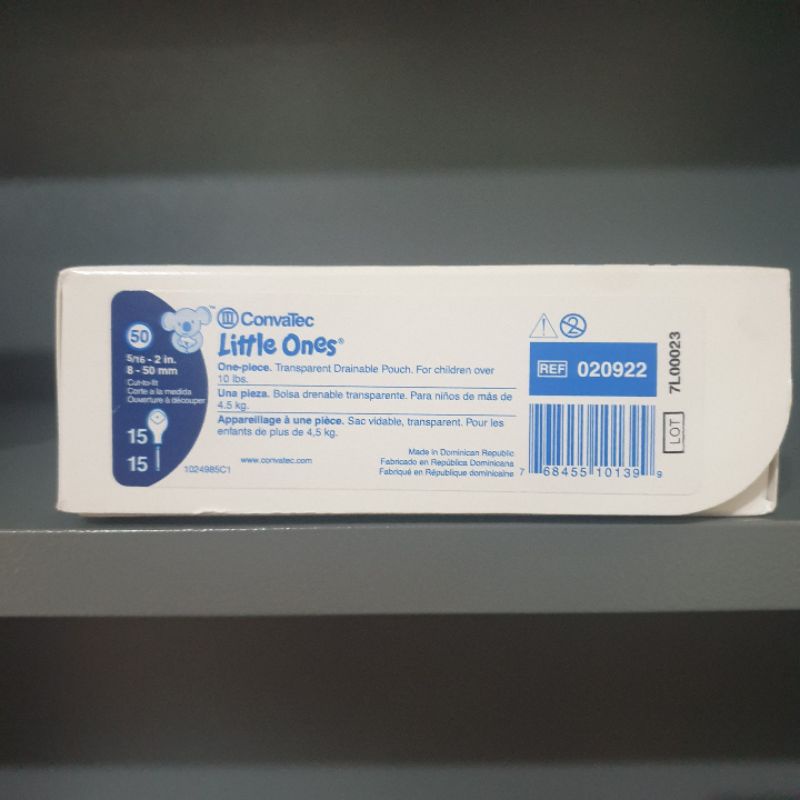 50
5/16 - 2 in.
8 - 50 mm
Cut-to-fit
Corte a la medida
Ouverture à découper
15
15
1024985C1
™
ConvaTec
Little Ones®
One-piece. Transparent Drainable Pouch. For children over
10 lbs.
Una pieza. Bolsa drenable transparente. Para niños de más de
4.5 kg.
Appareillage à une pièce. Sac vidable, transparent. Pour les
enfants de plus de 4,5 kg.
www.convatec.com
Made in Dominican Republic
Fabricado en República Dominicana
Fabriqué en République dominicaine
2
REF 020922
7 68455 10139 9
LOT 7L00023